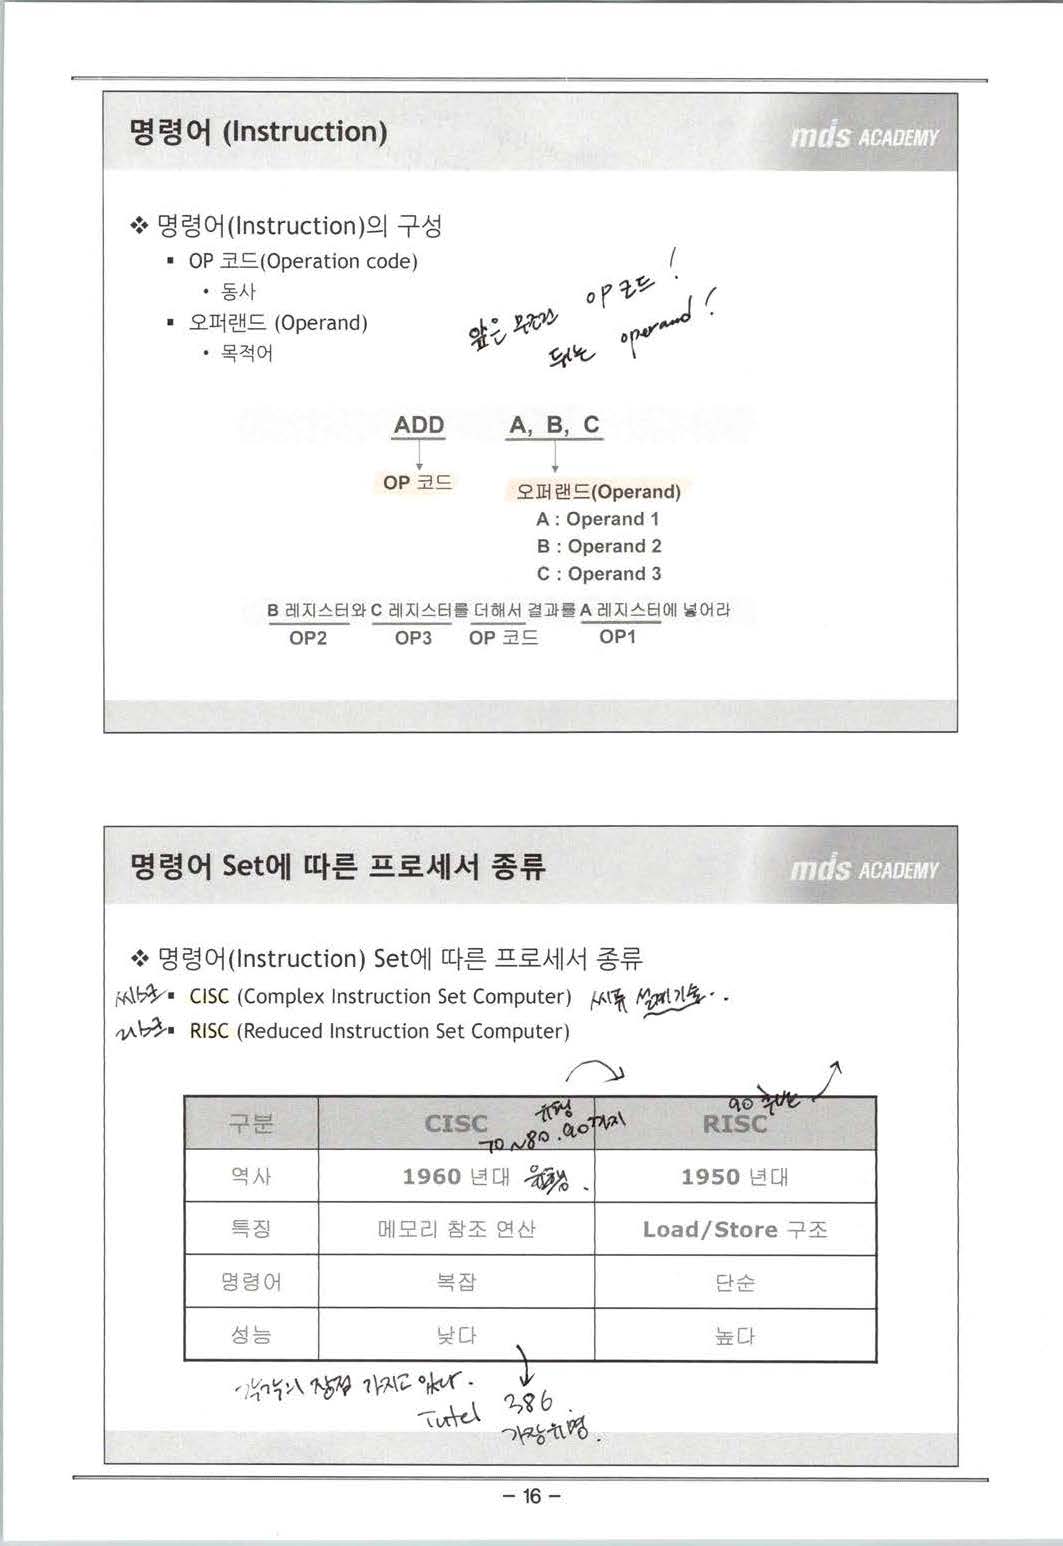 명령어 (Instruction)
mds ACADEMY
❖ 명령어(Instruction)의 구성
▪ OP 코드(Operation code)
• 동사
▪ 오퍼랜드 (Operand)
• 목적어
앞은 무조건 OP코드!
뒤는 operand!
ADD A, B, C
OP 코드
오퍼랜드(Operand)
A : Operand 1
B : Operand 2
C : Operand 3
B 레지스터와 C 레지스터를 더해서 결과를 A 레지스터에 넣어라
OP2 OP3 OP 코드 OP1
명령어 Set에 따른 프로세서 종류
mds ACADEMY
❖ 명령어(Instruction) Set에 따른 프로세서 종류
씨스크 ▪ CISC (Complex Instruction Set Computer) 설계기술..
리스크 ▪ RISC (Reduced Instruction Set Computer)
유행
70~80.90까지
90
구분 CISC RISC
역사 1960 년대 1950 년대
특징 메모리 참조 연산 Load/Store 구조
명령어 복잡 단순
성능 낮다 높다
각각의 장점 가지고 있다.
Intel 386
가장유명.
– 16 –